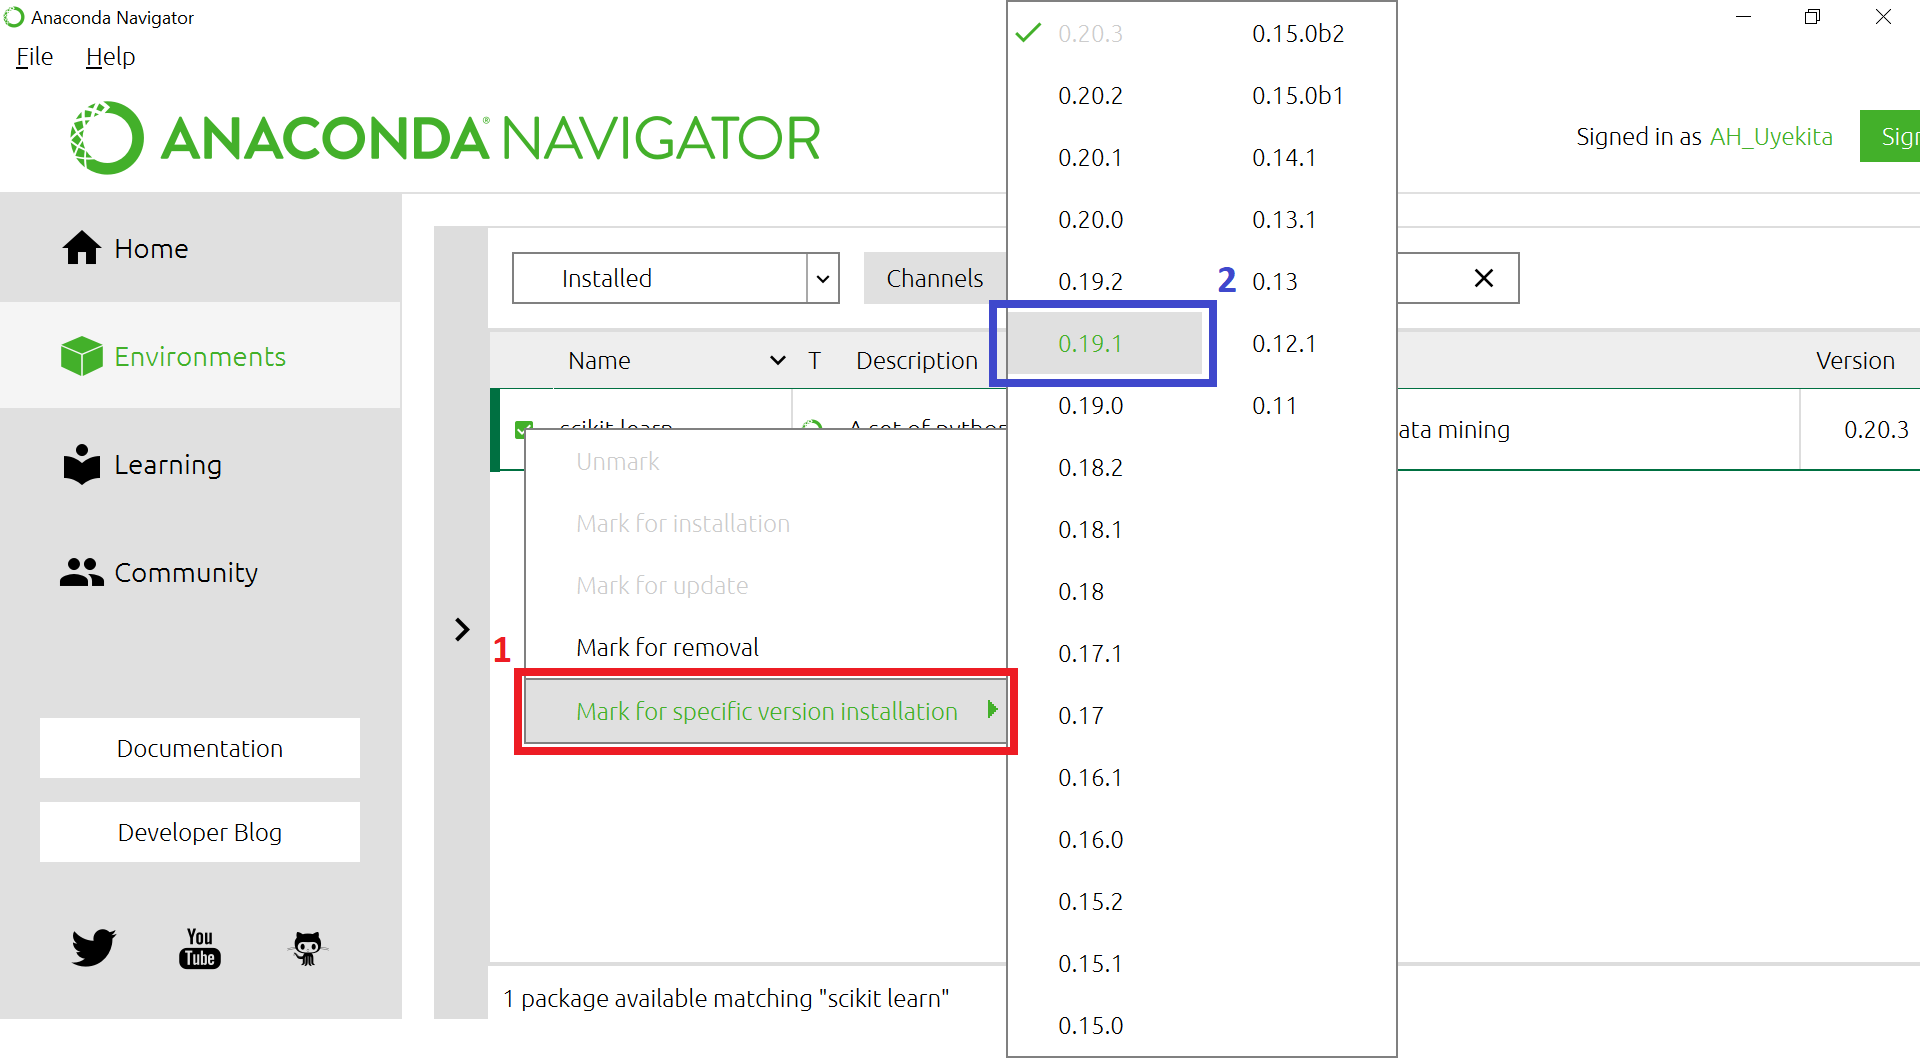 Anaconda Navigator
File Help
ANACONDA® NAVIGATOR
Signed in as AH_Uyekita
Home
Environments
Learning
Community
Documentation
Developer Blog
You
Tube
Installed
Channels
Name T Description Version
scikit learn A set of python ata mining 0.20.3
Unmark
Mark for installation
Mark for update
Mark for removal
1
Mark for specific version installation
0.20.3
0.20.2
0.20.1
0.20.0
0.19.2
2
0.19.1
0.19.0
0.18.2
0.18.1
0.18
0.17.1
0.17
0.16.1
0.16.0
0.15.2
0.15.1
0.15.0
0.15.0b2
0.15.0b1
0.14.1
0.13.1
0.13
0.12.1
0.11
1 package available matching "scikit learn"